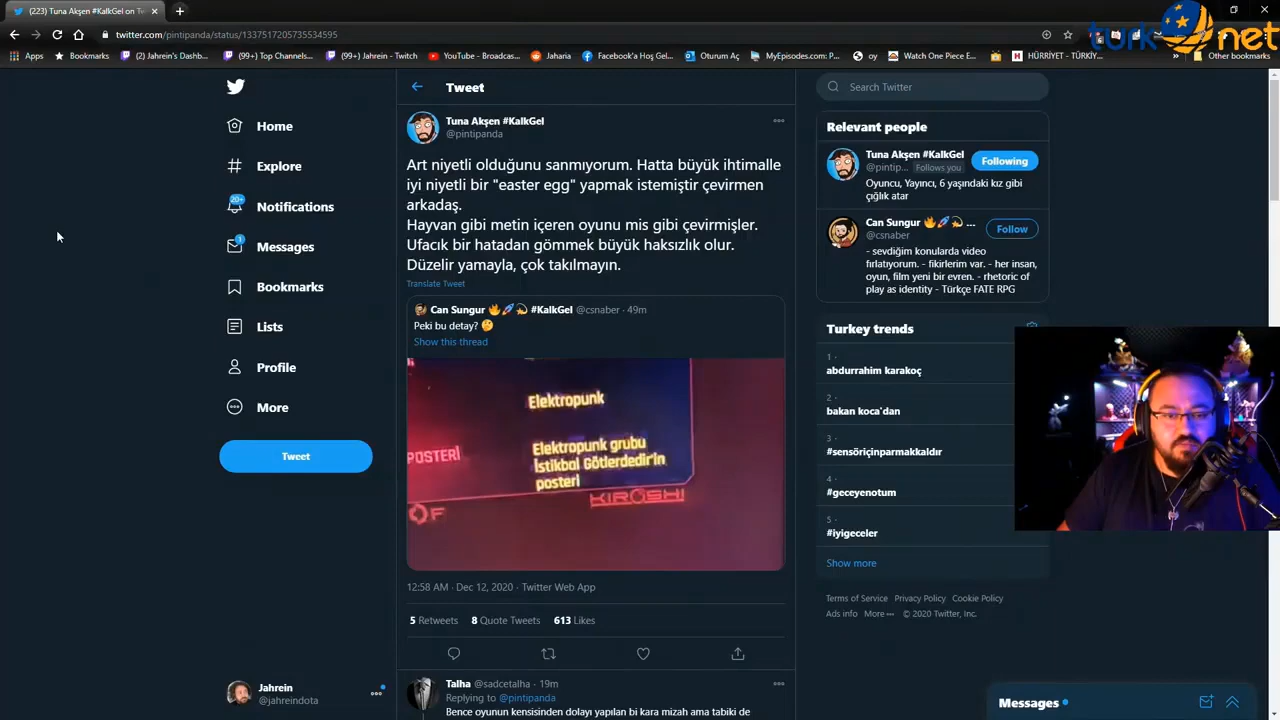 (223) Tuna Akşen #KalkGel on T
twitter.com/pintipanda/status/1337517205735534595
turk net
Apps
Bookmarks
(2) Jahrein's Dashb...
(99+) Top Channels...
(99+) Jahrein - Twitch
YouTube - Broadcas...
Jaharia
Facebook'a Hoş Gel...
Oturum Aç
MyEpisodes.com: P...
oy
Watch One Piece E...
HÜRRİYET - TÜRKİY...
Other bookmarks
Home
Explore
20+
Notifications
1
Messages
Bookmarks
Lists
Profile
More
Tweet
Jahrein
@jahreindota
Tweet
Tuna Akşen #KalkGel
@pintipanda
Art niyetli olduğunu sanmıyorum. Hatta büyük ihtimalle
iyi niyetli bir "easter egg" yapmak istemiştir çevirmen
arkadaş.
Hayvan gibi metin içeren oyunu mis gibi çevirmişler.
Ufacık bir hatadan gömmek büyük haksızlık olur.
Düzelir yamayla, çok takılmayın.
Translate Tweet
Can Sungur #KalkGel @csnaber · 49m
Peki bu detay?
Show this thread
Elektropunk
POSTERİ
Elektropunk grubu
İstikbal Götlerdedir'in
posteri
KIROSHI
OF
12:58 AM · Dec 12, 2020 · Twitter Web App
5 Retweets 8 Quote Tweets 613 Likes
Talha @sadcetalha · 19m
Replying to @pintipanda
Bence oyunun kensisinden dolayı yapılan bi kara mizah ama tabiki de
Search Twitter
Relevant people
Tuna Akşen #KalkGel
@pintip... Follows you
Following
Oyuncu, Yayıncı, 6 yaşındaki kız gibi
çığlık atar
Can Sungur ...
@csnaber
Follow
- sevdiğim konularda video
fırlatıyorum. - fikirlerim var. - her insan,
oyun, film yeni bir evren. - rhetoric of
play as identity - Türkçe FATE RPG
Turkey trends
1
abdurrahim karakoç
2
bakan koca'dan
3
#sensöriçinparmakkaldır
4
#geceyenotum
5
#iyigeceler
Show more
Terms of Service Privacy Policy Cookie Policy
Ads info More ··· © 2020 Twitter, Inc.
Messages